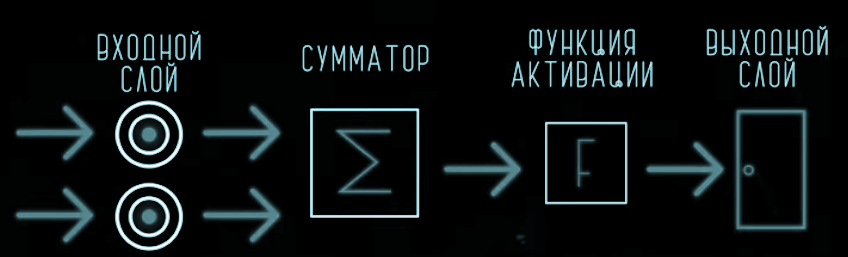 ВХОДНОЙ
СЛОЙ
СУММАТОР
ФУНКЦИЯ
АКТИВАЦИИ
ВЫХОДНОЙ
СЛОЙ
Σ
F